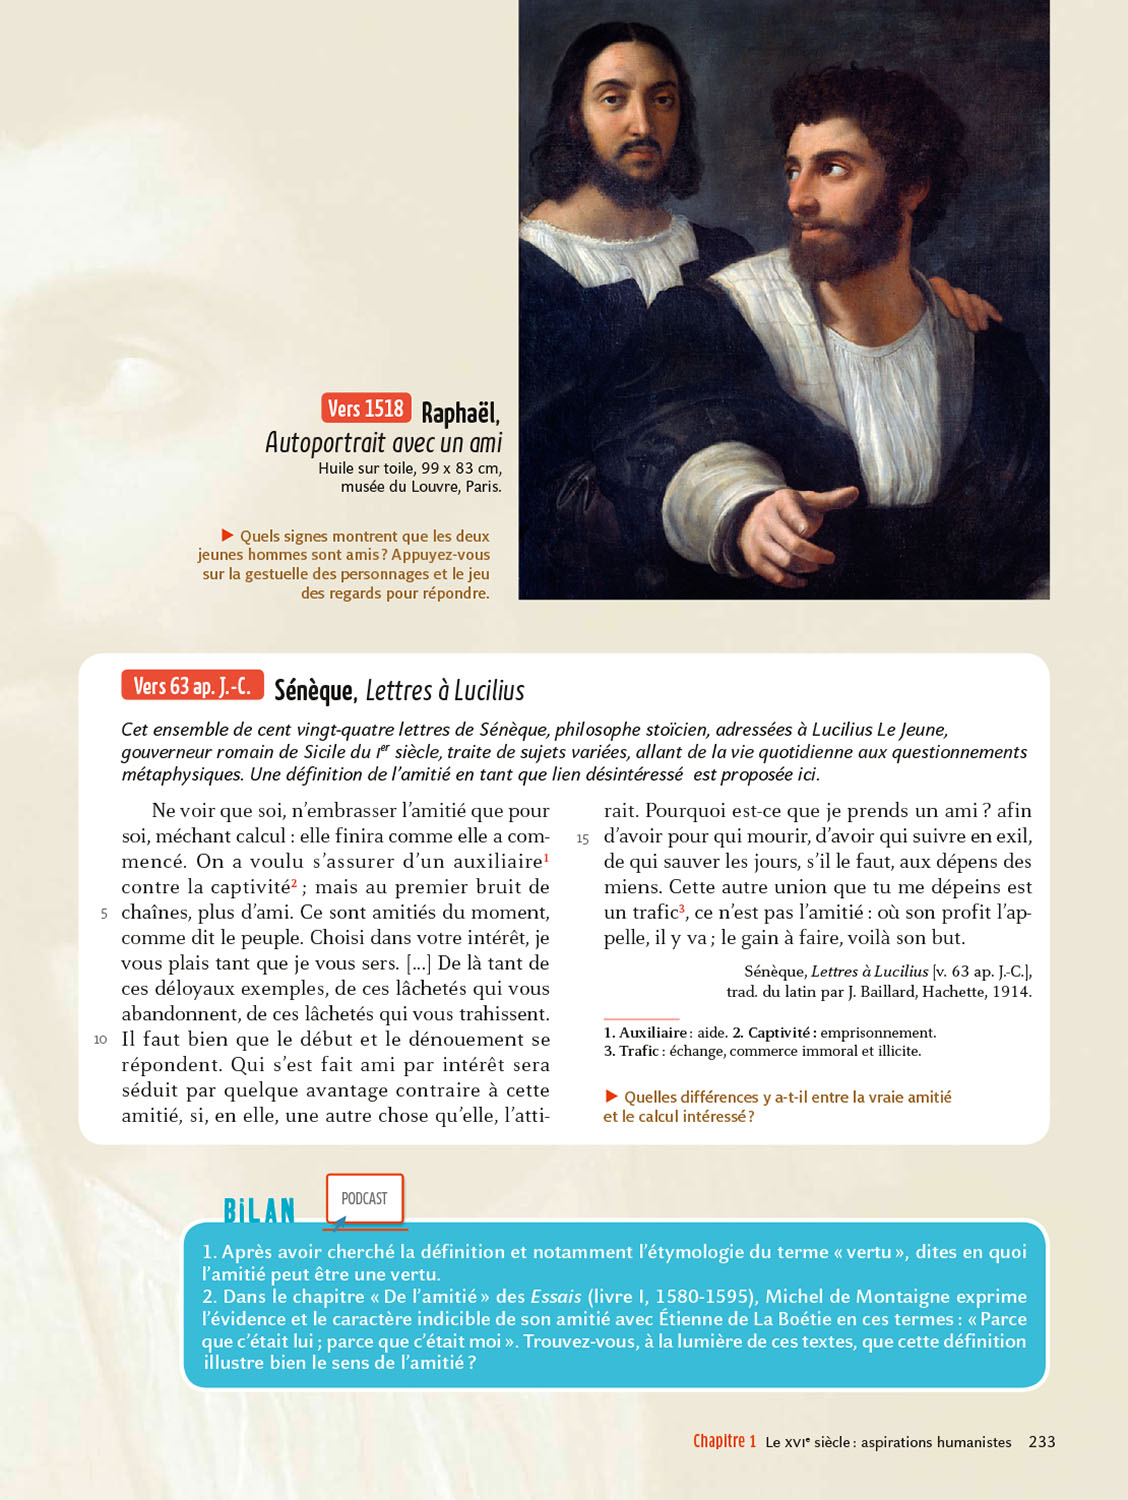 Vers 1518 Raphaël,
Autoportrait avec un ami
Huile sur toile, 99 x 83 cm,
musée du Louvre, Paris.
▶ Quels signes montrent que les deux
jeunes hommes sont amis ? Appuyez-vous
sur la gestuelle des personnages et le jeu
des regards pour répondre.
Vers 63 ap. J.-C. Sénèque, Lettres à Lucilius
Cet ensemble de cent vingt-quatre lettres de Sénèque, philosophe stoïcien, adressées à Lucilius Le Jeune,
gouverneur romain de Sicile du Ier siècle, traite de sujets variées, allant de la vie quotidienne aux questionnements
métaphysiques. Une définition de l'amitié en tant que lien désintéressé est proposée ici.
Ne voir que soi, n'embrasser l'amitié que pour
soi, méchant calcul : elle finira comme elle a com-
mencé. On a voulu s'assurer d'un auxiliaire1
contre la captivité2 ; mais au premier bruit de
5 chaînes, plus d'ami. Ce sont amitiés du moment,
comme dit le peuple. Choisi dans votre intérêt, je
vous plais tant que je vous sers. [...] De là tant de
ces déloyaux exemples, de ces lâchetés qui vous
abandonnent, de ces lâchetés qui vous trahissent.
10 Il faut bien que le début et le dénouement se
répondent. Qui s'est fait ami par intérêt sera
séduit par quelque avantage contraire à cette
amitié, si, en elle, une autre chose qu'elle, l'atti-
rait. Pourquoi est-ce que je prends un ami ? afin
15 d'avoir pour qui mourir, d'avoir qui suivre en exil,
de qui sauver les jours, s'il le faut, aux dépens des
miens. Cette autre union que tu me dépeins est
un trafic3, ce n'est pas l'amitié : où son profit l'ap-
pelle, il y va ; le gain à faire, voilà son but.
Sénèque, Lettres à Lucilius [v. 63 ap. J.-C.],
trad. du latin par J. Baillard, Hachette, 1914.
1. Auxiliaire : aide. 2. Captivité : emprisonnement.
3. Trafic : échange, commerce immoral et illicite.
▶ Quelles différences y a-t-il entre la vraie amitié
et le calcul intéressé ?
BiLAN PODCAST
1. Après avoir cherché la définition et notamment l'étymologie du terme « vertu », dites en quoi
l'amitié peut être une vertu.
2. Dans le chapitre « De l'amitié » des Essais (livre I, 1580-1595), Michel de Montaigne exprime
l'évidence et le caractère indicible de son amitié avec Étienne de La Boétie en ces termes : « Parce
que c'était lui ; parce que c'était moi ». Trouvez-vous, à la lumière de ces textes, que cette définition
illustre bien le sens de l'amitié ?
Chapitre 1 Le XVIe siècle : aspirations humanistes 233